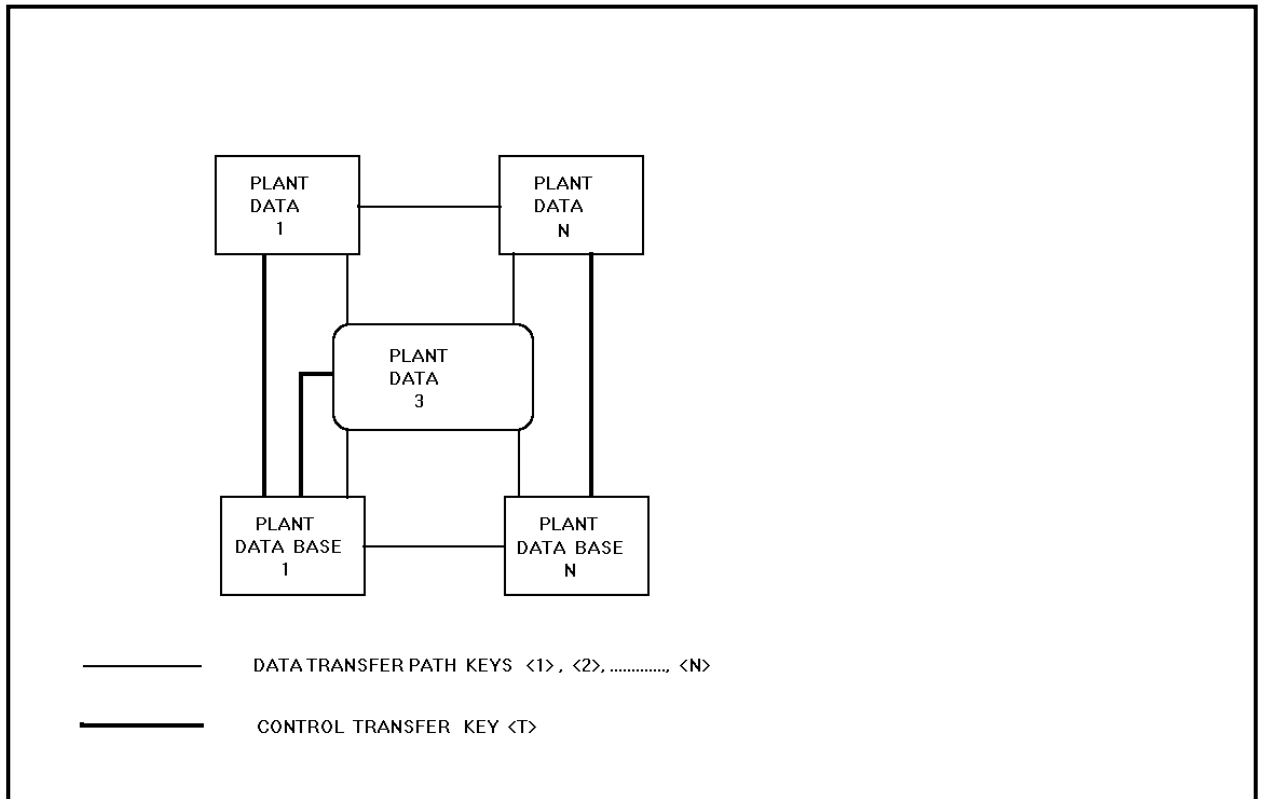 PLANT
DATA
1
PLANT
DATA
N
PLANT
DATA
3
PLANT
DATA BASE
1
PLANT
DATA BASE
N
DATA TRANSFER PATH KEYS <1>, <2>, ............., <N>
CONTROL TRANSFER KEY <T>